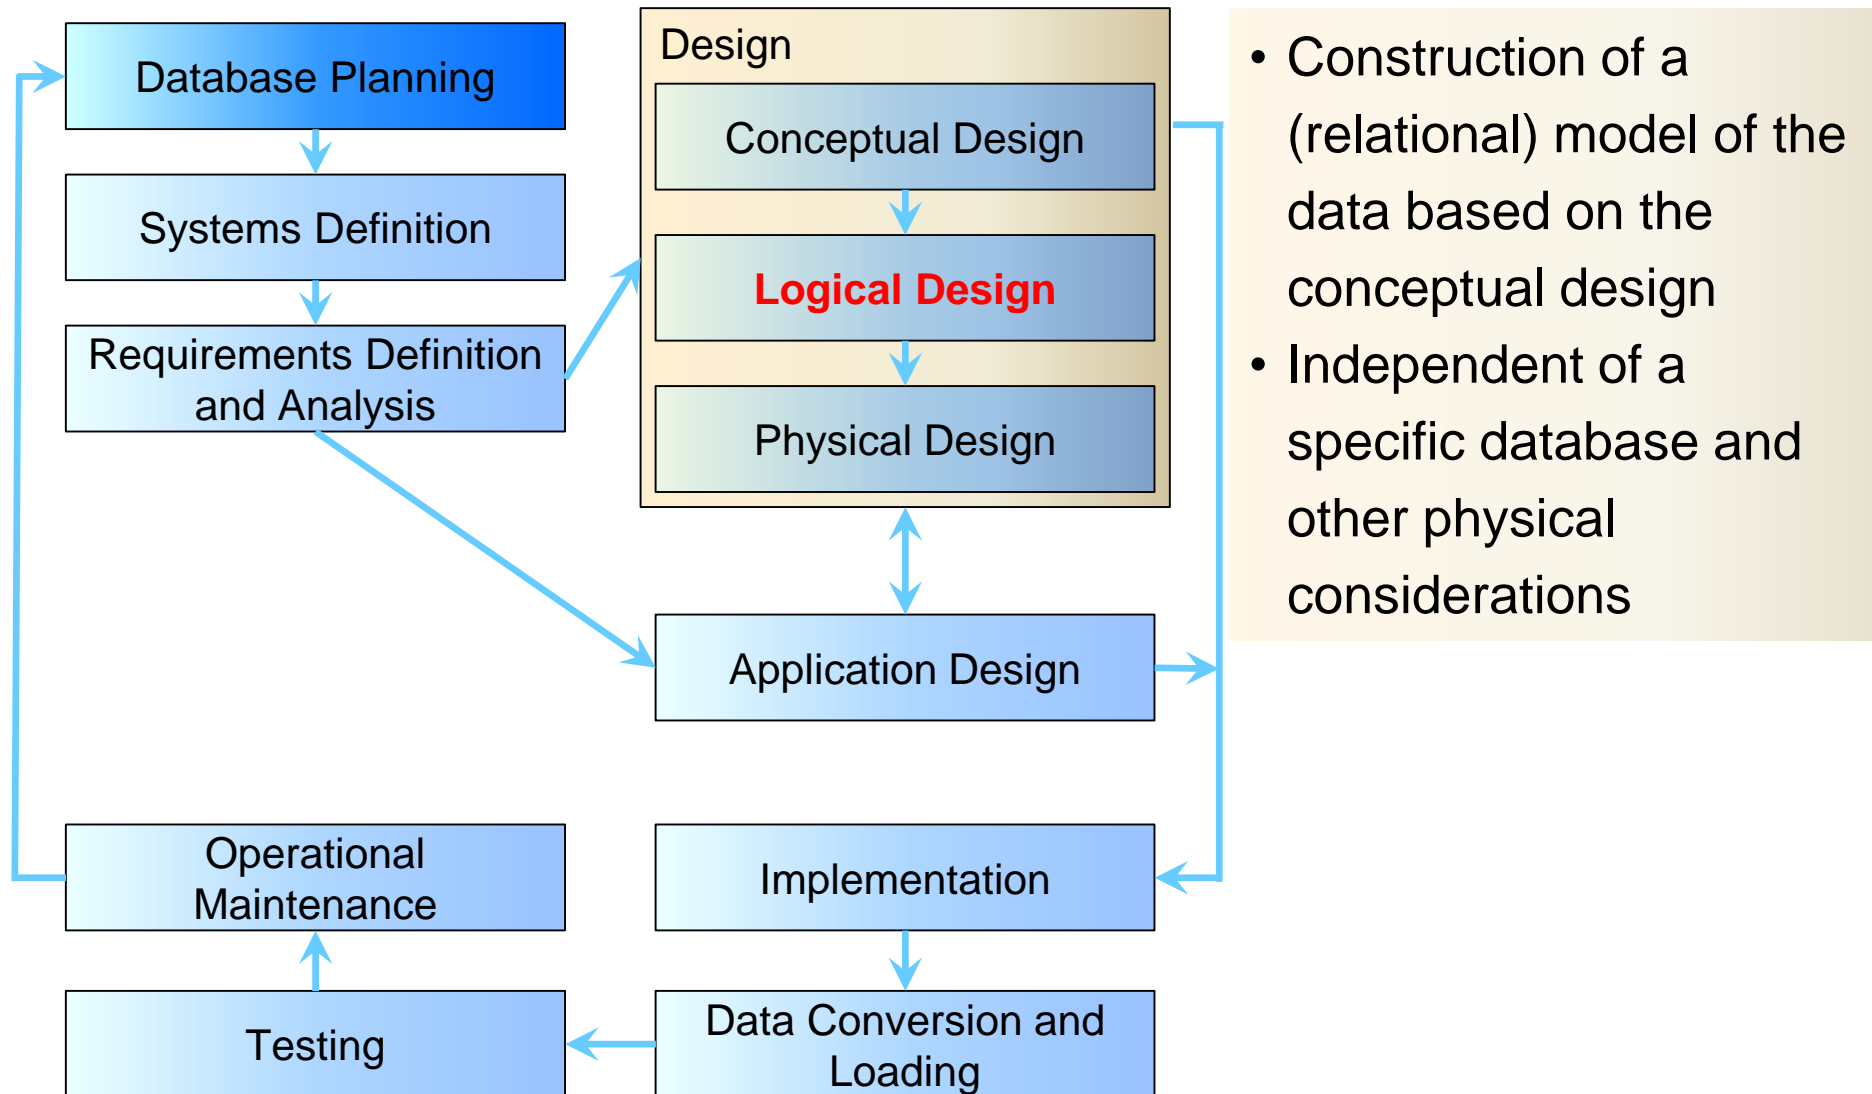 Database Planning
Systems Definition
Requirements Definition
and Analysis
Design
Conceptual Design
Logical Design
Physical Design
Application Design
Operational
Maintenance
Implementation
Testing
Data Conversion and
Loading
• Construction of a
(relational) model of the
data based on the
conceptual design
• Independent of a
specific database and
other physical
considerations